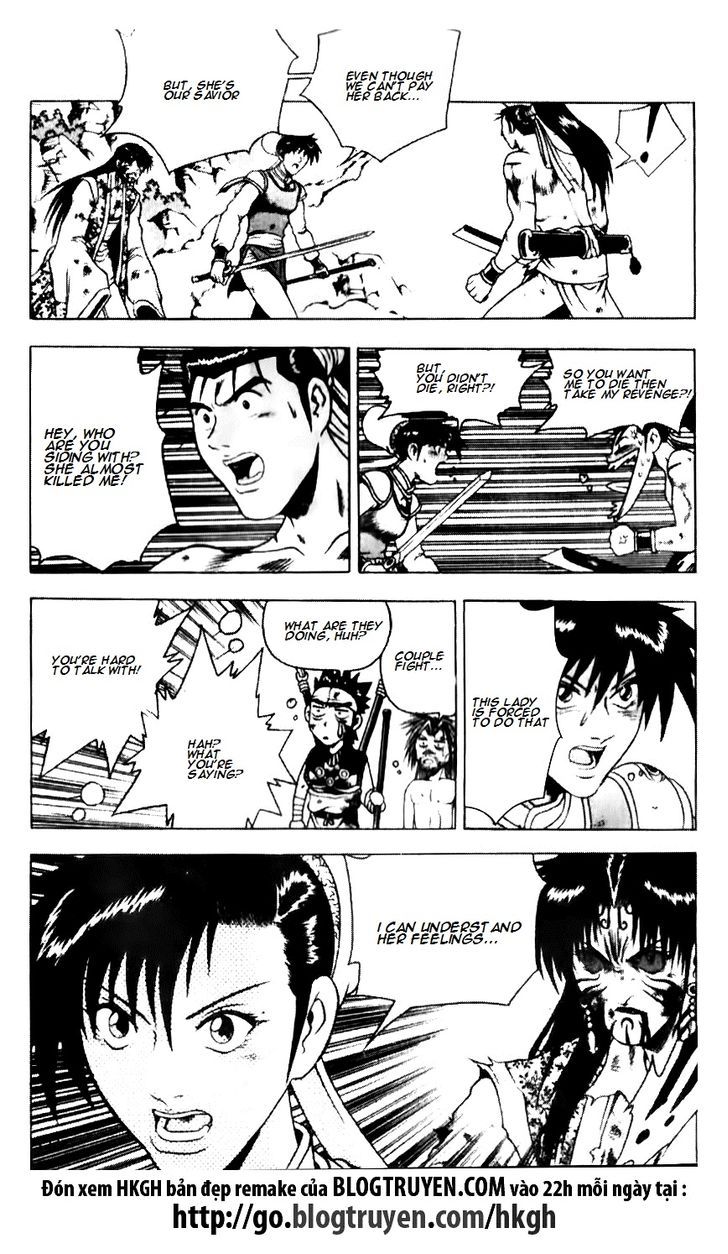 EVEN THOUGH
WE CAN'T PAY
HER BACK...
BUT, SHE'S
OUR SAVIOR
!
SO YOU WANT
ME TO DIE THEN
TAKE MY REVENGE?!
BUT,
YOU DIDN'T
DIE, RIGHT?!
HEY, WHO
ARE YOU
SIDING WITH?
SHE ALMOST
KILLED ME!
THIS LADY
IS FORCED
TO DO THAT
WHAT ARE THEY
DOING, HUH?
COUPLE
FIGHT...
HAH?
WHAT
YOU'RE
SAYING?
YOU'RE HARD
TO TALK WITH!
I CAN UNDERSTAND
HER FEELINGS...
Đón xem HKGH bản đẹp remake của BLOGTRUYEN.COM vào 22h mỗi ngày tại :
http://go.blogtruyen.com/hkgh